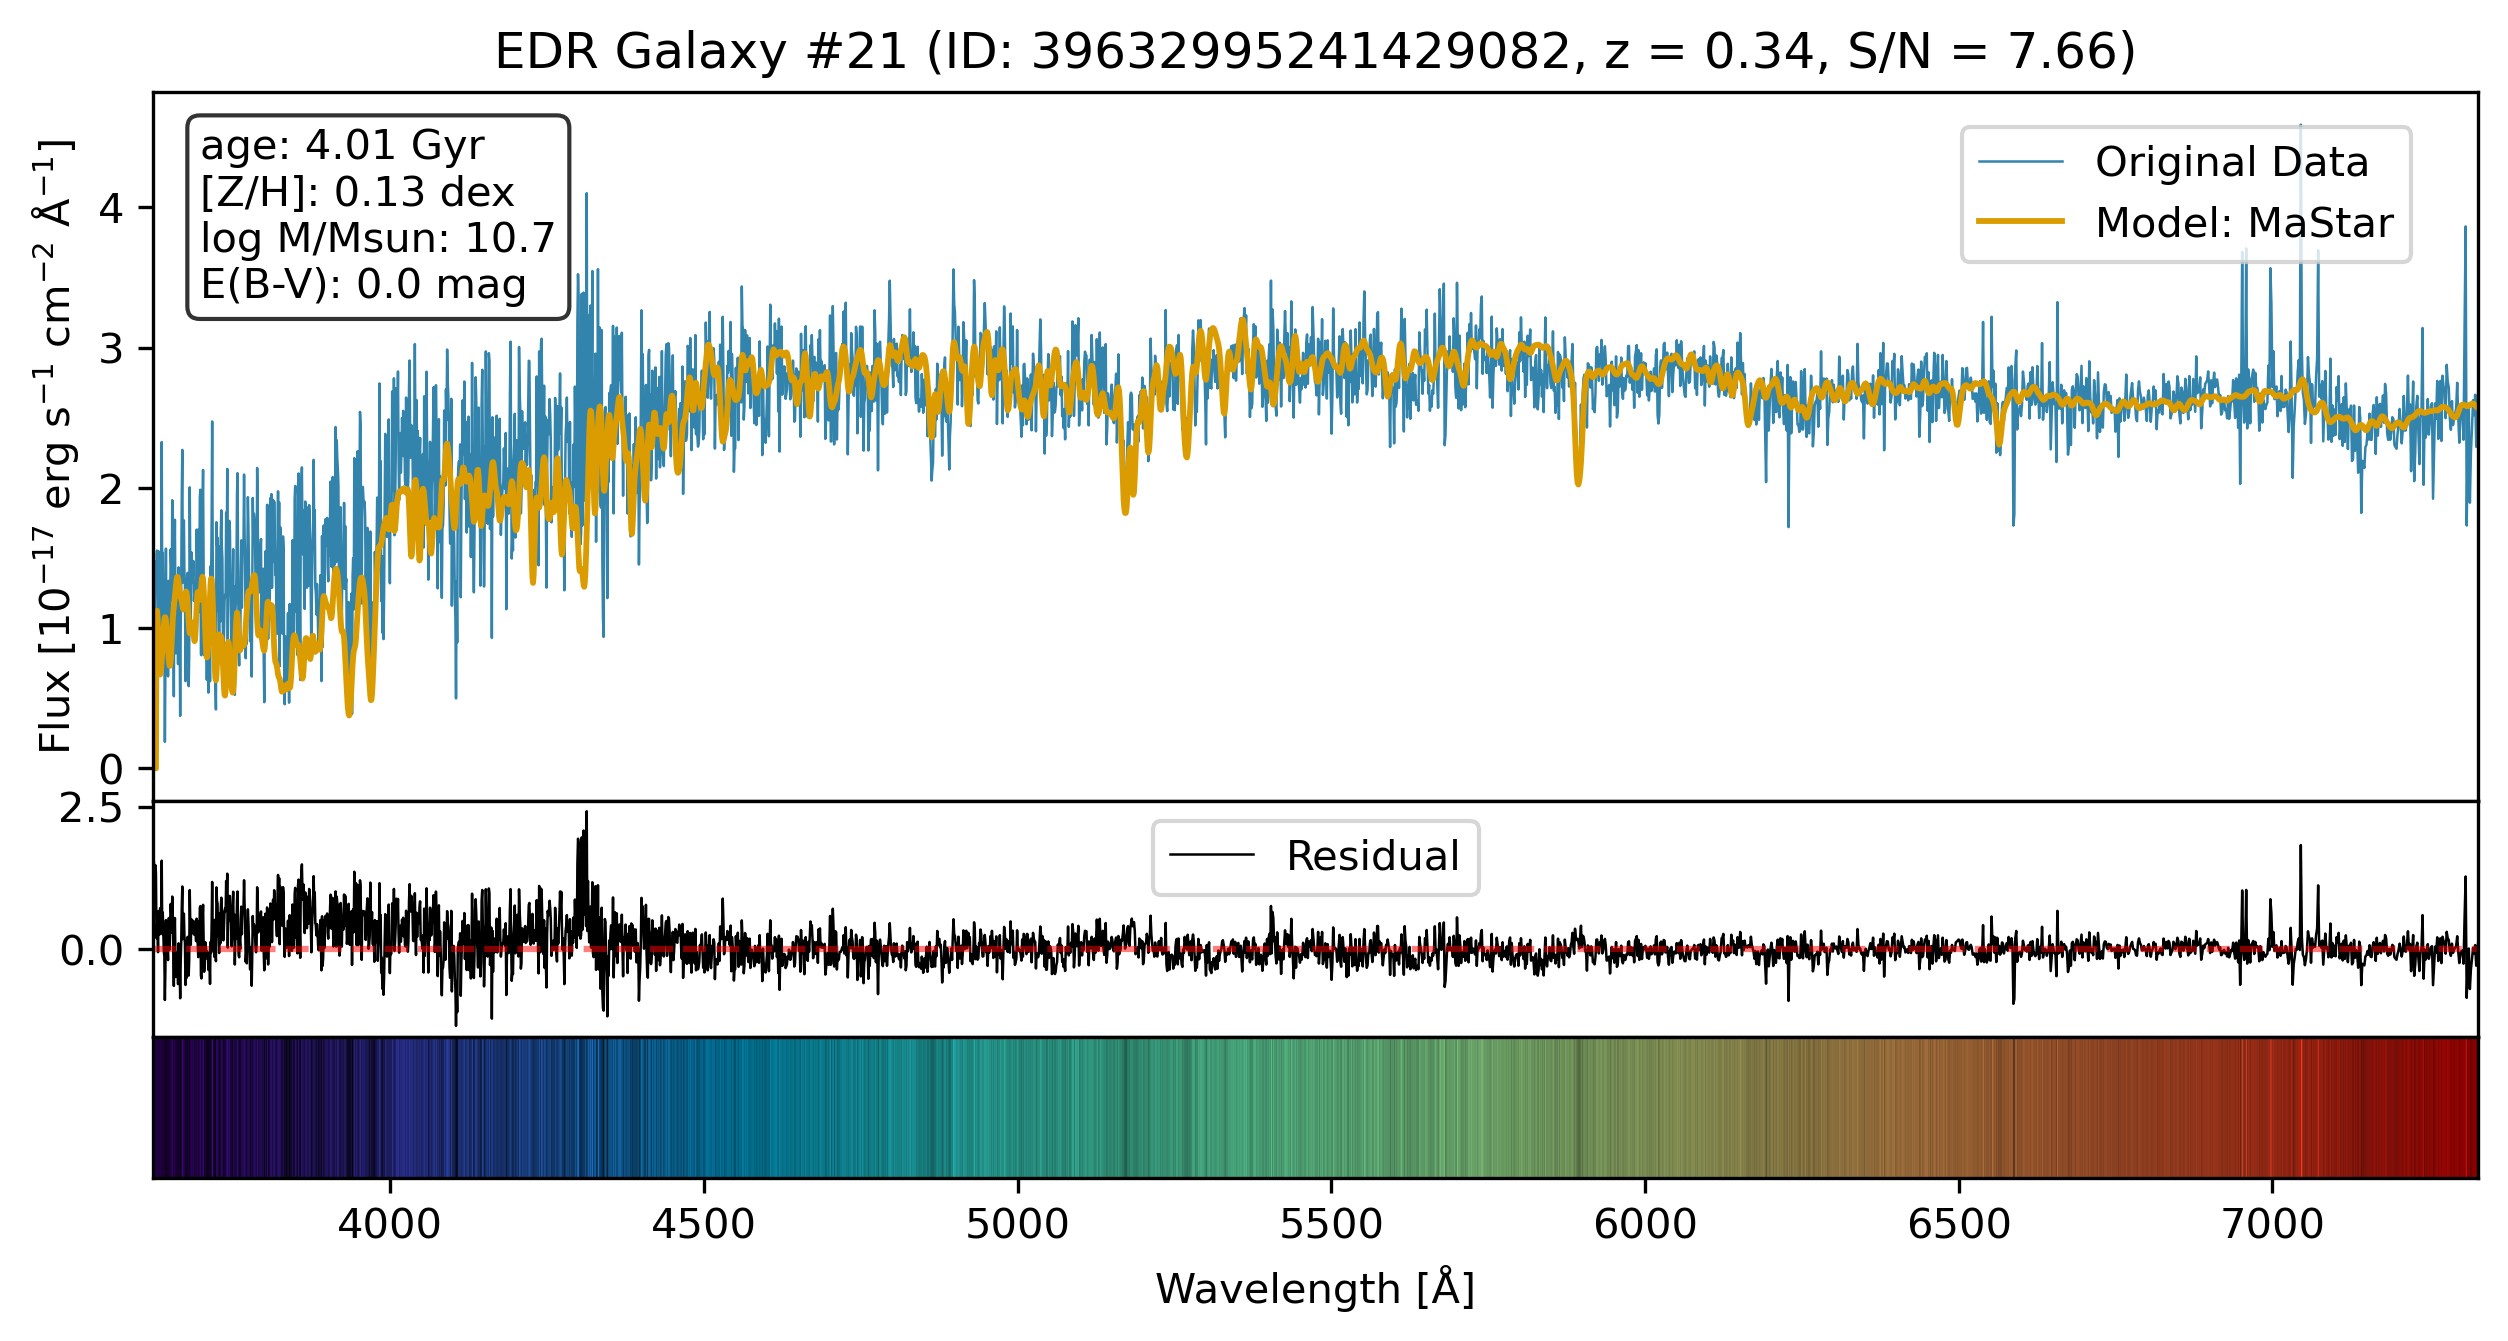 EDR Galaxy #21 (ID: 39632995241429082, z = 0.34, S/N = 7.66)
age: 4.01 Gyr
[Z/H]: 0.13 dex
log M/Msun: 10.7
E(B-V): 0.0 mag
Original Data
Model: MaStar
Flux [10⁻¹⁷ erg s⁻¹ cm⁻² Å⁻¹]
4
3
2
1
0
2.5
0.0
Residual
4000 4500 5000 5500 6000 6500 7000
Wavelength [Å]